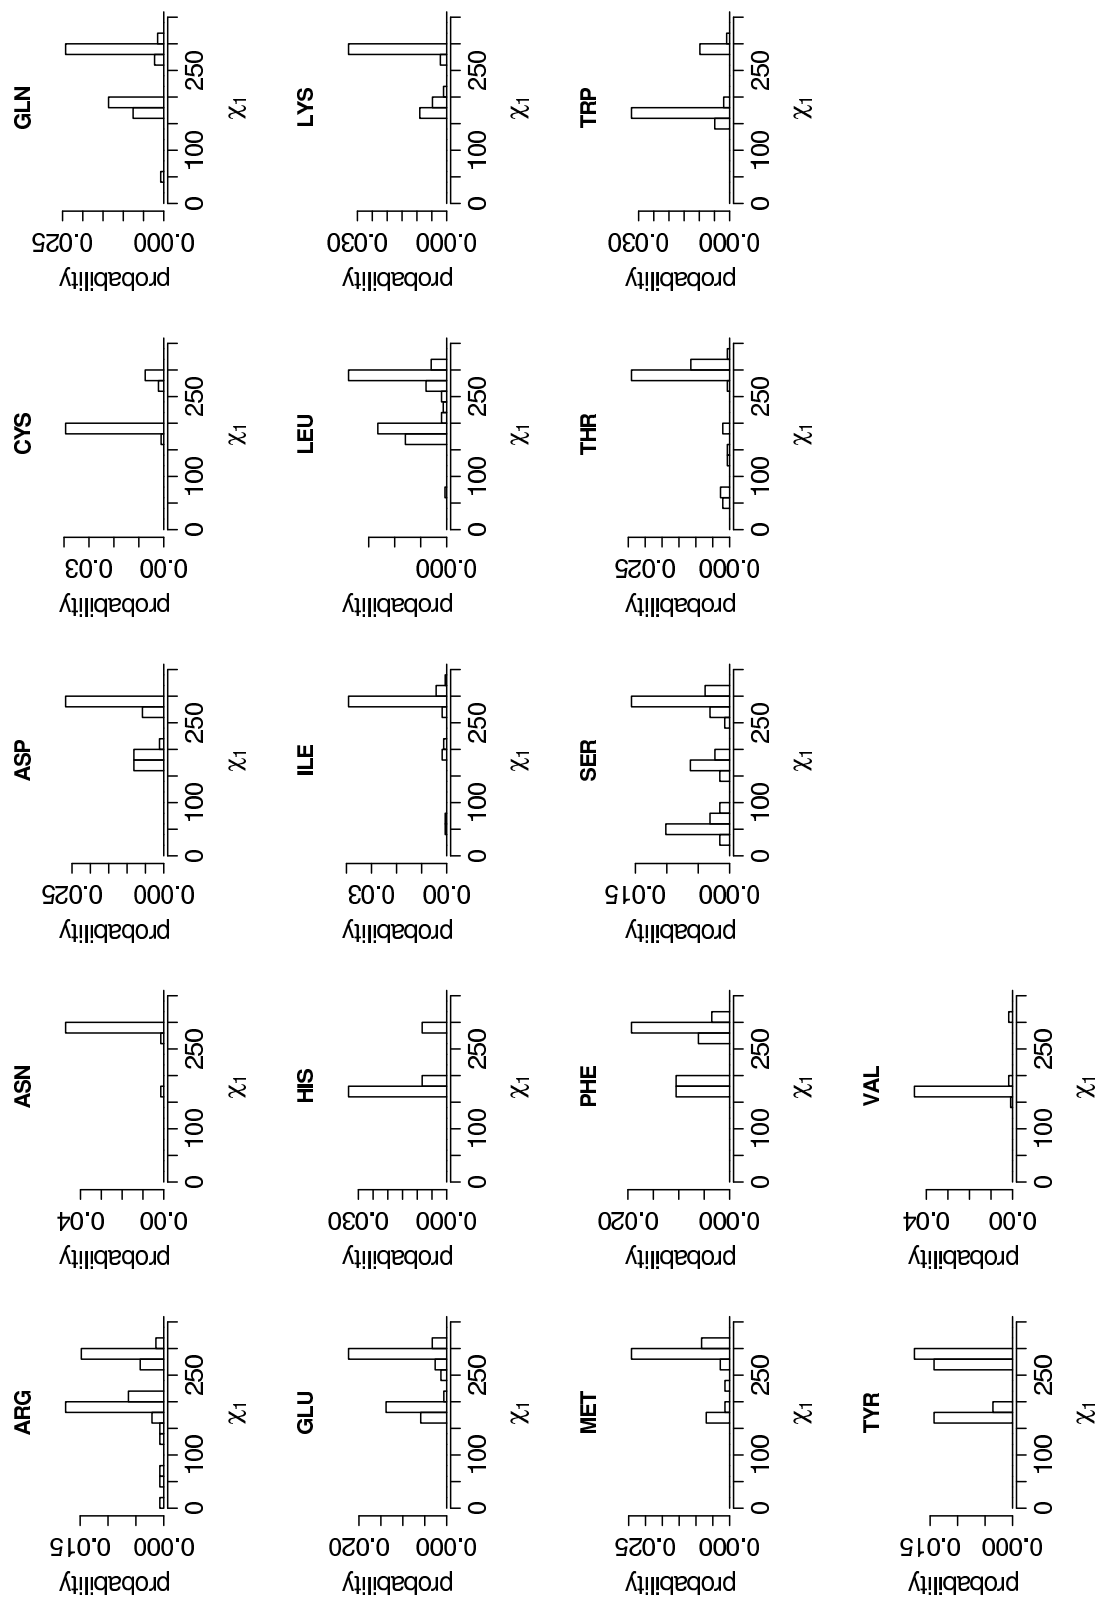 ARG
probability
0.000 0.015
0 100 250
χ1
ASN
probability
0.00 0.04
0 100 250
χ1
ASP
probability
0.000 0.025
0 100 250
χ1
CYS
probability
0.00 0.03
0 100 250
χ1
GLN
probability
0.000 0.025
0 100 250
χ1
GLU
probability
0.000 0.020
0 100 250
χ1
HIS
probability
0.000 0.030
0 100 250
χ1
ILE
probability
0.00 0.03
0 100 250
χ1
LEU
probability
0.000
0 100 250
χ1
LYS
probability
0.000 0.030
0 100 250
χ1
MET
probability
0.000 0.025
0 100 250
χ1
PHE
probability
0.000 0.020
0 100 250
χ1
SER
probability
0.000 0.015
0 100 250
χ1
THR
probability
0.000 0.025
0 100 250
χ1
TRP
probability
0.000 0.030
0 100 250
χ1
TYR
probability
0.000 0.015
0 100 250
χ1
VAL
probability
0.00 0.04
0 100 250
χ1